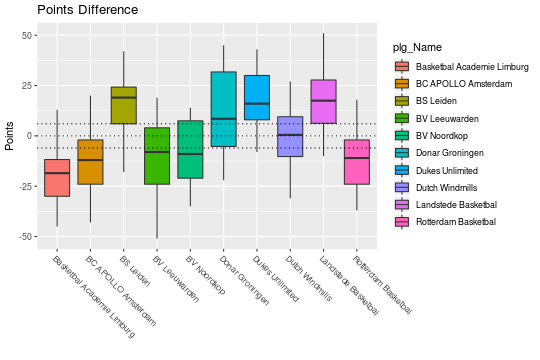 Points Difference
Points
50
25
0
-25
-50
Basketbal Academie Limburg
BC APOLLO Amsterdam
BS Leiden
BV Leeuwarden
BV Noordkop
Donar Groningen
Dukes Unlimited
Dutch Windmills
Landstede Basketbal
Rotterdam Basketbal
plg_Name
Basketbal Academie Limburg
BC APOLLO Amsterdam
BS Leiden
BV Leeuwarden
BV Noordkop
Donar Groningen
Dukes Unlimited
Dutch Windmills
Landstede Basketbal
Rotterdam Basketbal